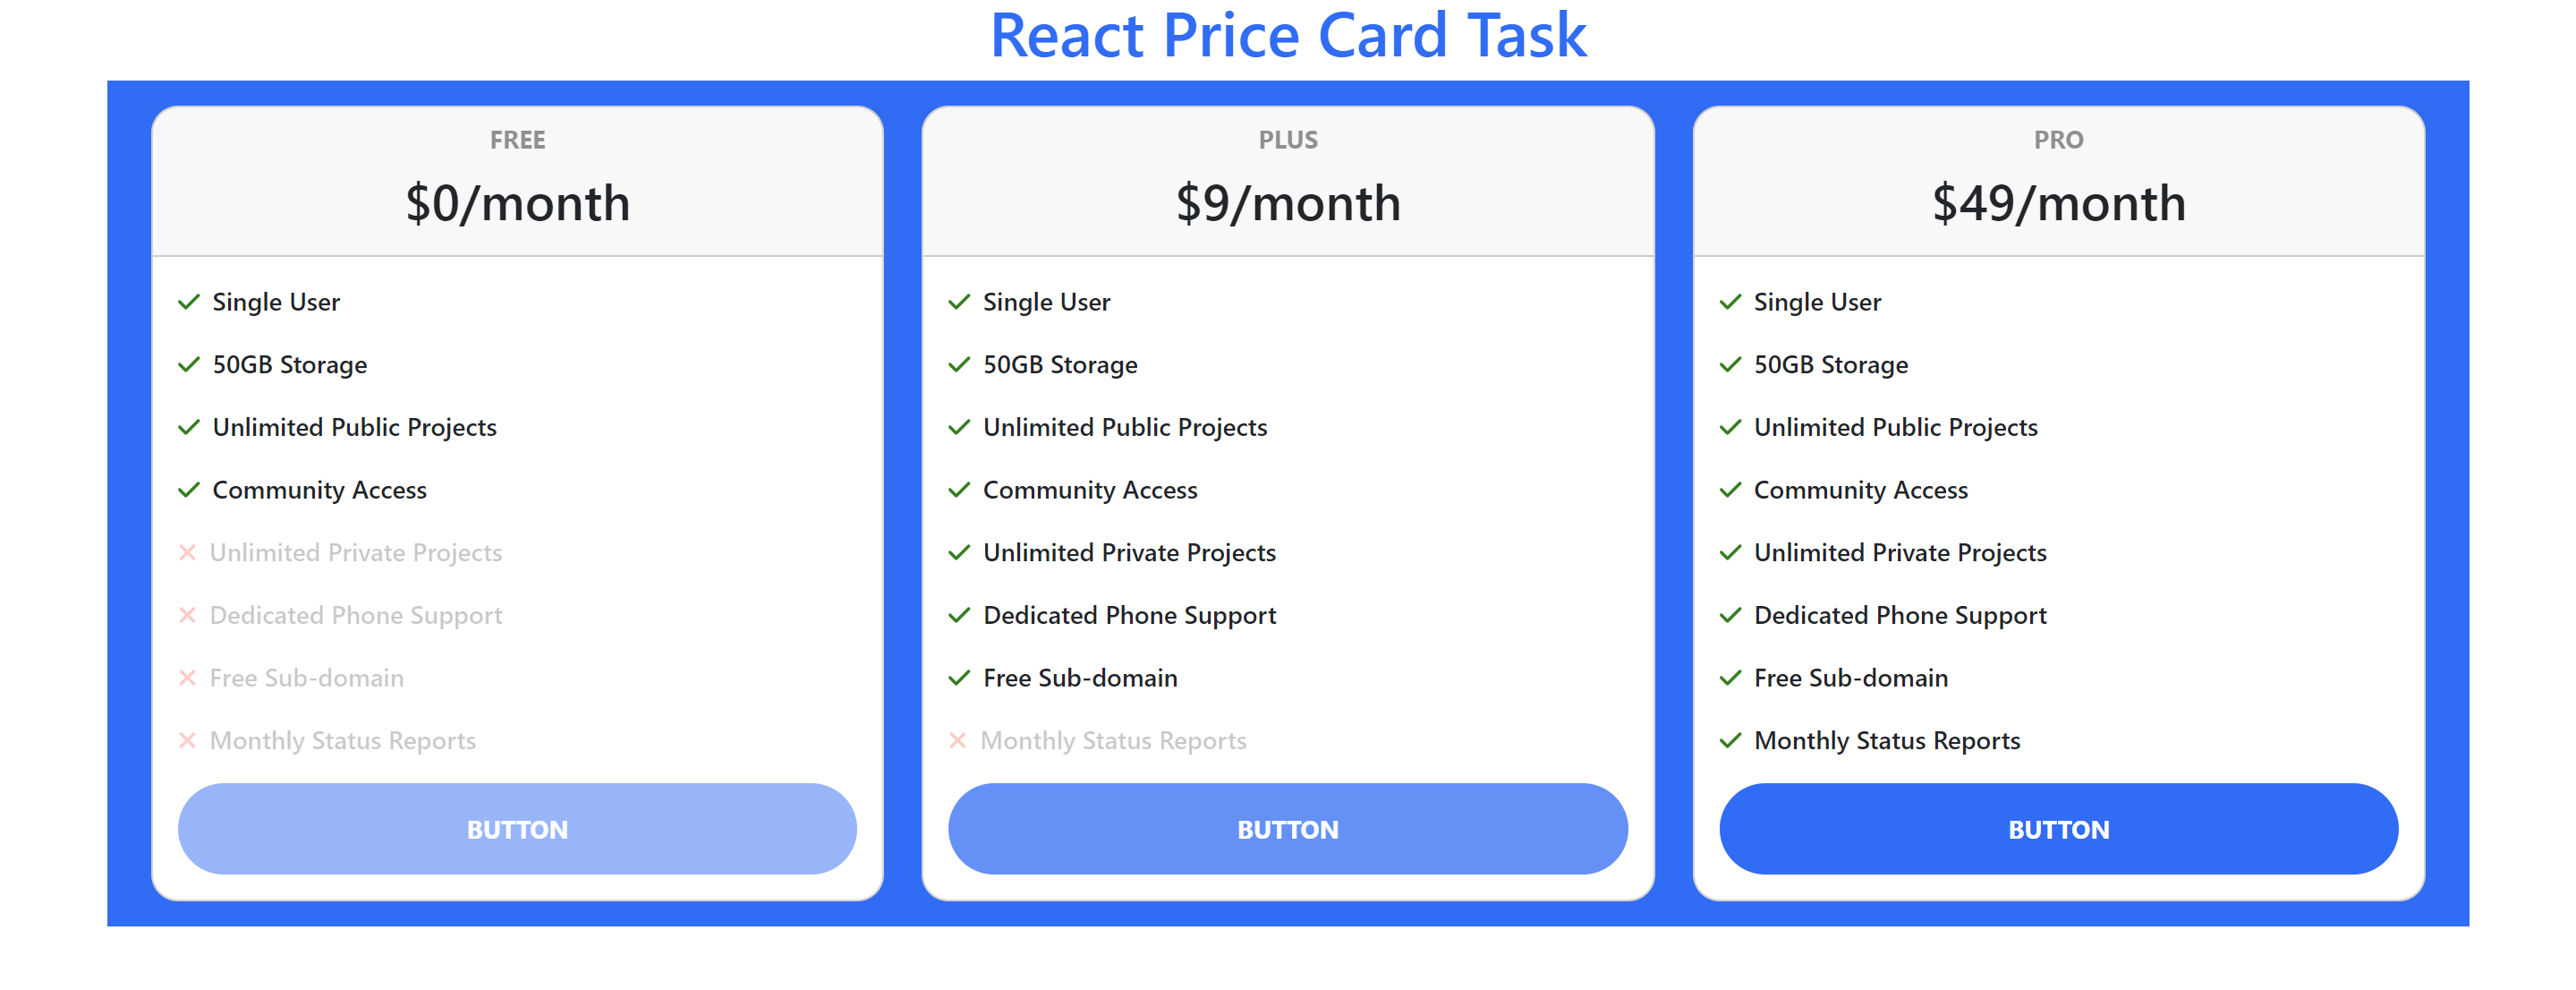 React Price Card Task
FREE
$0/month
Single User
50GB Storage
Unlimited Public Projects
Community Access
Unlimited Private Projects
Dedicated Phone Support
Free Sub-domain
Monthly Status Reports
BUTTON
PLUS
$9/month
Single User
50GB Storage
Unlimited Public Projects
Community Access
Unlimited Private Projects
Dedicated Phone Support
Free Sub-domain
Monthly Status Reports
BUTTON
PRO
$49/month
Single User
50GB Storage
Unlimited Public Projects
Community Access
Unlimited Private Projects
Dedicated Phone Support
Free Sub-domain
Monthly Status Reports
BUTTON